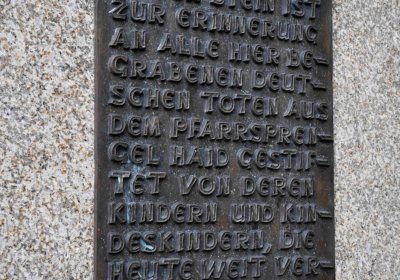 STEIN IST
ZUR ERINNERUNG
AN ALLE HIER BE-
GRABENEN DEUT-
SCHEN TOTEN AUS
DEM PFARRSPREN-
GEL HAID GESTIF-
TET VON DEREN
KINDERN UND KIN-
DESKINDERN, DIE
HEUTE WEIT VER-